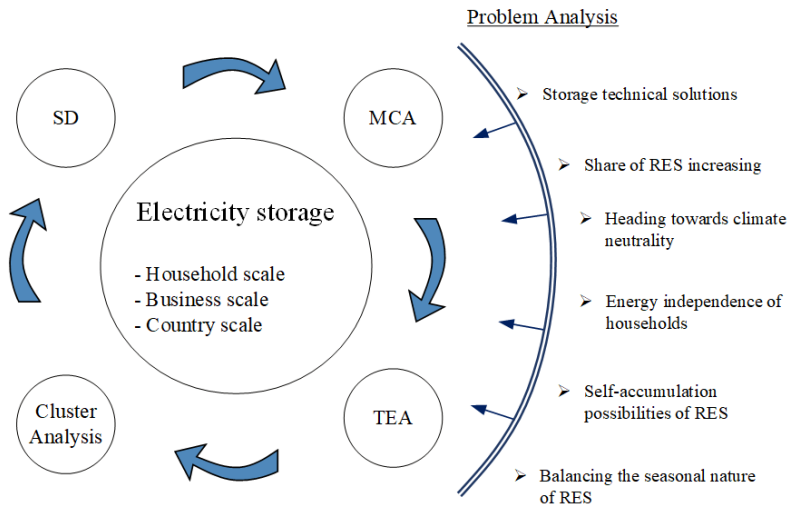 Problem Analysis
SD
MCA
Electricity storage
- Household scale
- Business scale
- Country scale
Cluster
Analysis
TEA
➢ Storage technical solutions
➢ Share of RES increasing
➢ Heading towards climate
neutrality
➢ Energy independence of
households
➢ Self-accumulation
possibilities of RES
➢ Balancing the seasonal nature
of RES